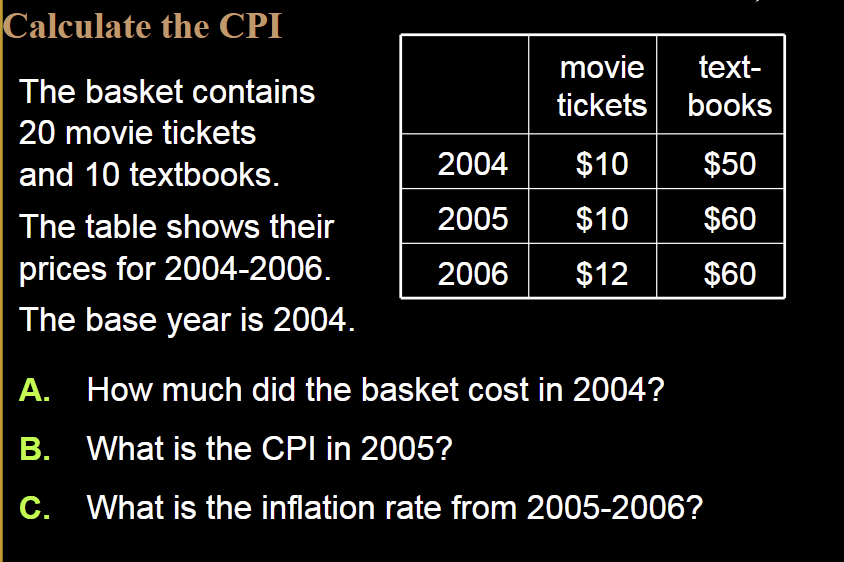 Calculate the CPI
The basket contains
20 movie tickets
and 10 textbooks.
The table shows their
prices for 2004-2006.
The base year is 2004.
movie text-
tickets books
2004 $10 $50
2005 $10 $60
2006 $12 $60
A. How much did the basket cost in 2004?
B. What is the CPI in 2005?
C. What is the inflation rate from 2005-2006?